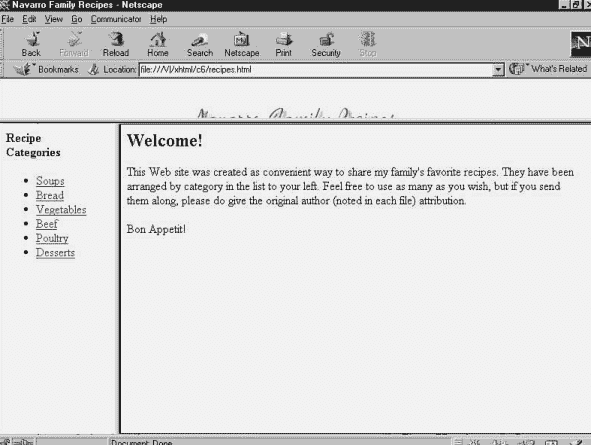 Navarro Family Recipes - Netscape
File Edit View Go Communicator Help
Back Forward Reload Home Search Netscape Print Security Stop
Bookmarks Location: file:///V|/xhtml/c6/recipes.html What's Related
Navarro Family Recipes
Recipe
Categories
Soups
Bread
Vegetables
Beef
Poultry
Desserts
Welcome!
This Web site was created as convenient way to share my family's favorite recipes. They have been
arranged by category in the list to your left. Feel free to use as many as you wish, but if you send
them along, please do give the original author (noted in each file) attribution.
Bon Appetit!
Document: Done